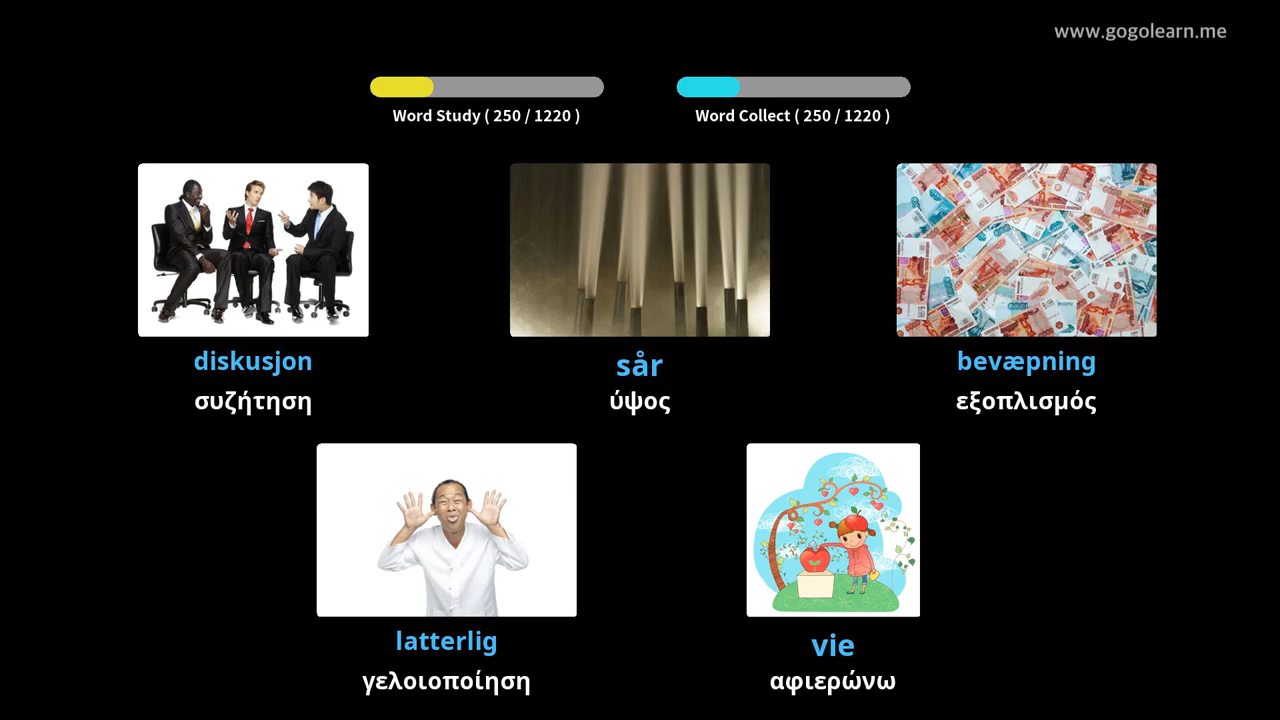 www.gogolearn.me
Word Study ( 250 / 1220 )
Word Collect ( 250 / 1220 )
diskusjon
συζήτηση
sår
ύψος
bevæpning
εξοπλισμός
latterlig
γελοιοποίηση
vie
αφιερώνω